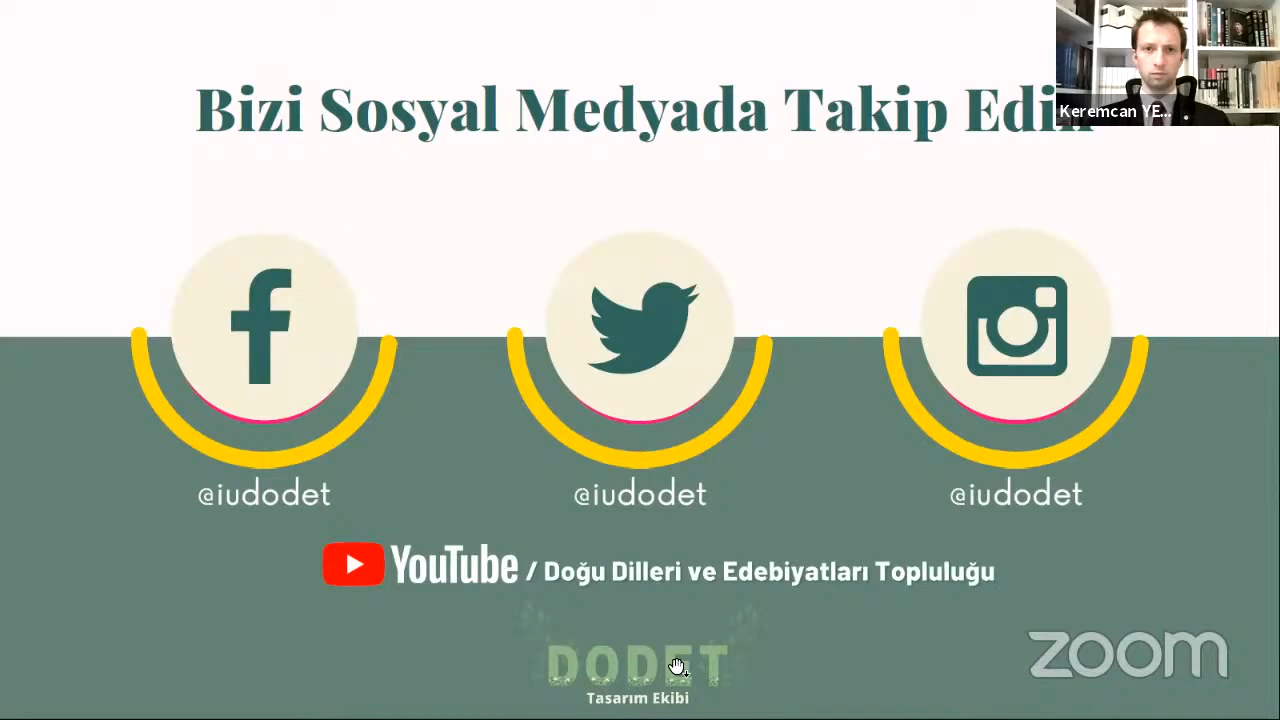 Bizi Sosyal Medyada Takip Edin
Keremcan YE...
@iudodet
@iudodet
@iudodet
YouTube / Doğu Dilleri ve Edebiyatları Topluluğu
DODET
Tasarım Ekibi
zoom